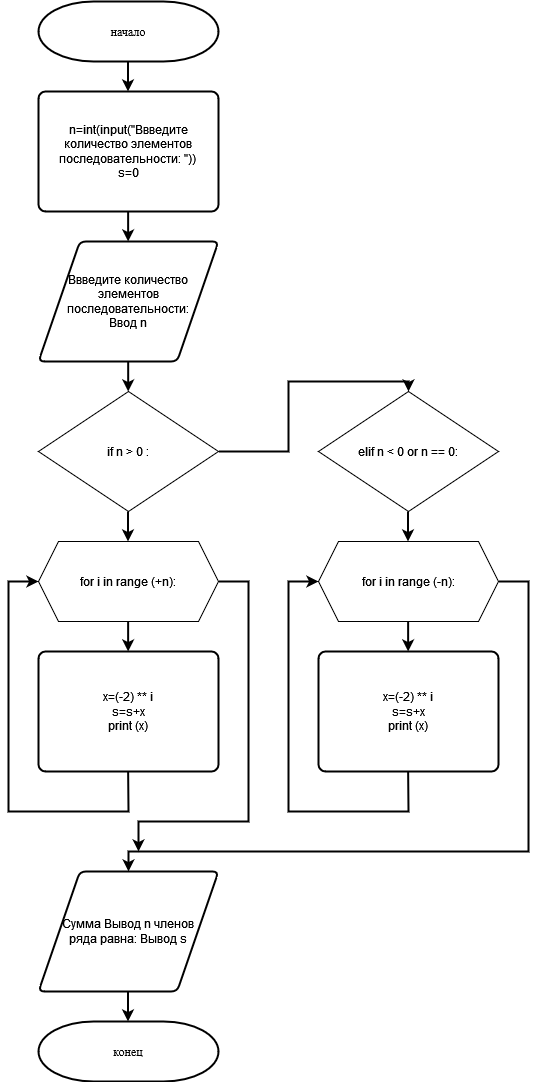 начало
n=int(input("Ввведите
количество элементов
последовательности: "))
s=0
Ввведите количество
элементов
последовательности:
Ввод n
if n > 0 :
elif n < 0 or n == 0:
for i in range (+n):
for i in range (-n):
x=(-2) ** i
s=s+x
print (x)
x=(-2) ** i
s=s+x
print (x)
Сумма Вывод n членов
ряда равна: Вывод s
конец